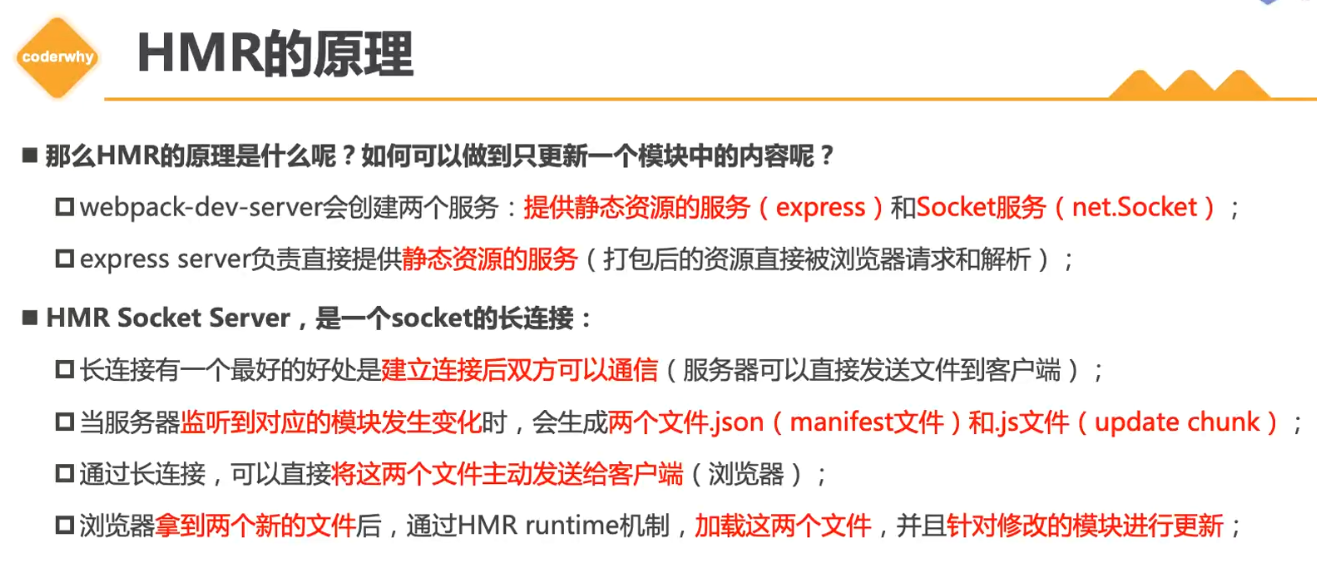 coderwhy
HMR的原理
■ 那么HMR的原理是什么呢？如何可以做到只更新一个模块中的内容呢？
webpack-dev-server会创建两个服务：提供静态资源的服务（express）和Socket服务（net.Socket）；
express server负责直接提供静态资源的服务（打包后的资源直接被浏览器请求和解析）；
■ HMR Socket Server，是一个socket的长连接：
长连接有一个最好的好处是建立连接后双方可以通信（服务器可以直接发送文件到客户端）；
当服务器监听到对应的模块发生变化时，会生成两个文件.json（manifest文件）和.js文件（update chunk）；
通过长连接，可以直接将这两个文件主动发送给客户端（浏览器）；
浏览器拿到两个新的文件后，通过HMR runtime机制，加载这两个文件，并且针对修改的模块进行更新；